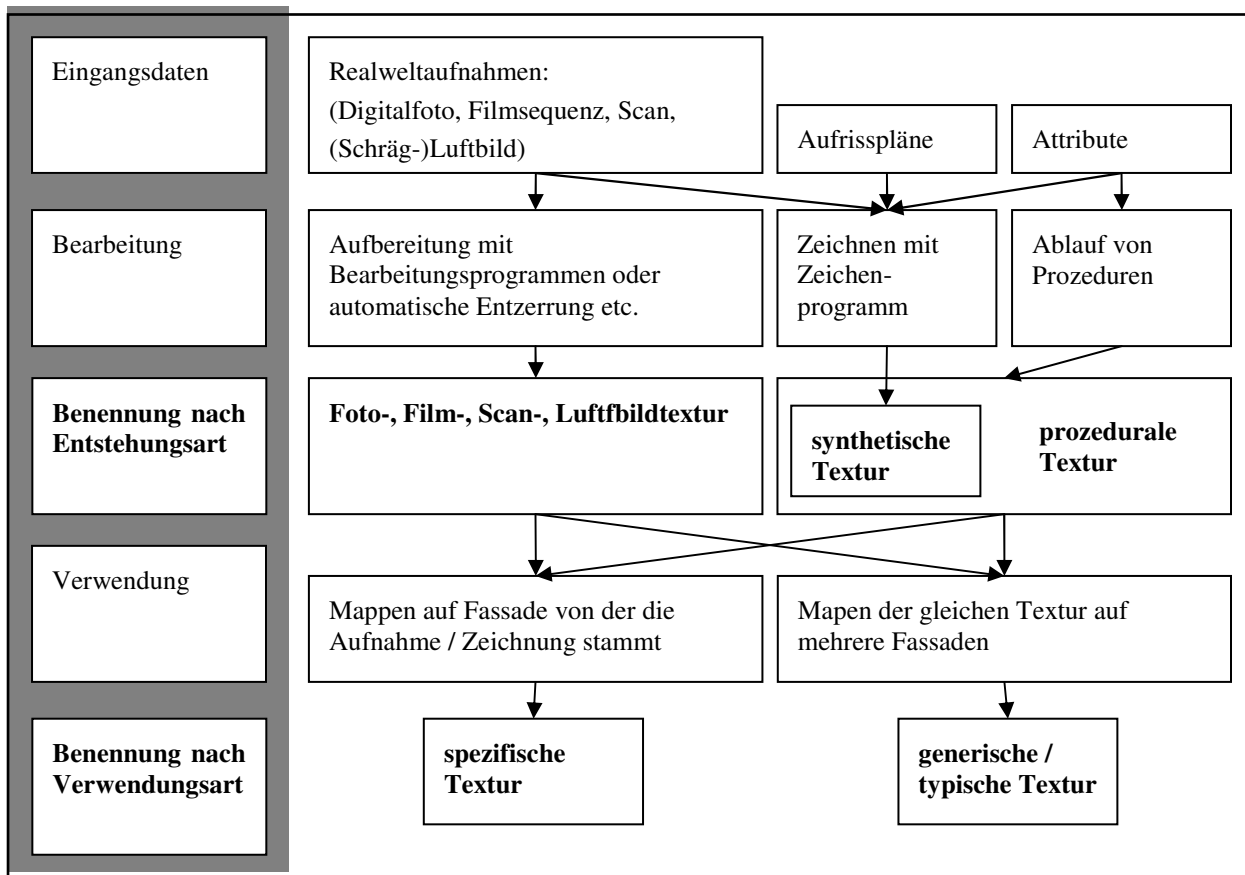 Eingangsdaten
Realweltaufnahmen:
(Digitalfoto, Filmsequenz, Scan,
(Schräg-)Luftbild)
Aufrisspläne
Attribute
Bearbeitung
Aufbereitung mit
Bearbeitungsprogrammen oder
automatische Entzerrung etc.
Zeichnen mit
Zeichen-
programm
Ablauf von
Prozeduren
Benennung nach
Entstehungsart
Foto-, Film-, Scan-, Luftfbildtextur
synthetische
Textur
prozedurale
Textur
Verwendung
Mappen auf Fassade von der die
Aufnahme / Zeichnung stammt
Mapen der gleichen Textur auf
mehrere Fassaden
Benennung nach
Verwendungsart
spezifische
Textur
generische /
typische Textur